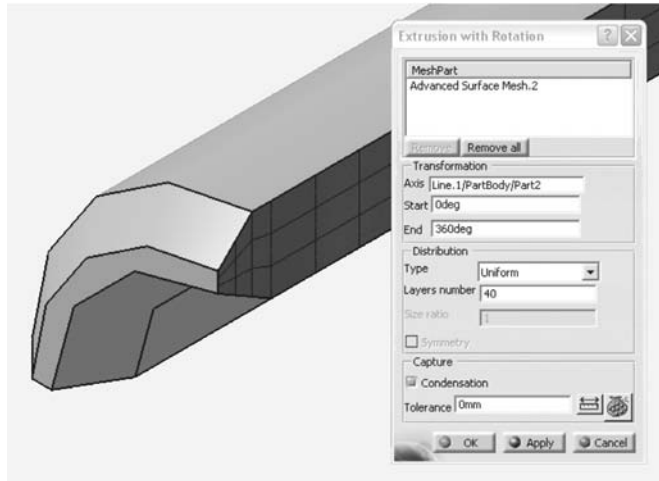 Extrusion with Rotation
MeshPart
Advanced Surface Mesh.2
Remove Remove all
Transformation
Axis Line.1/PartBody/Part2
Start 0deg
End 360deg
Distribution
Type Uniform
Layers number 40
Size ratio 1
Symmetry
Capture
Condensation
Tolerance 0mm
OK Apply Cancel